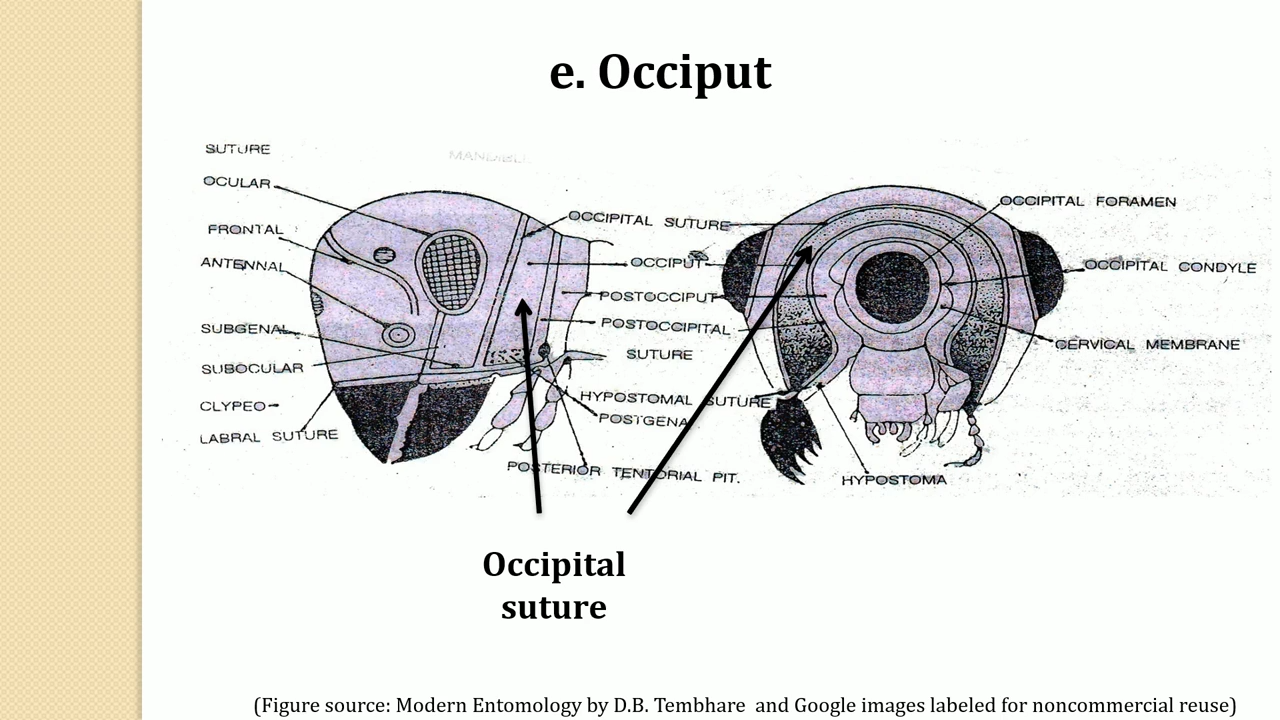 e. Occiput
SUTURE
MANDIBL
OCULAR
FRONTAL
ANTENNAL
SUBGENAL
SUBOCULAR
CLYPEO-
LABRAL SUTURE
OCCIPITAL SUTURE
OCCIPUT
POSTOCCIPUT
POSTOCCIPITAL
SUTURE
HYPOSTOMAL SUTURE
POSTGENA
POSTERIOR TENTORIAL PIT.
OCCIPITAL FORAMEN
OCCIPITAL CONDYLE
CERVICAL MEMBRANE
HYPOSTOMA
Occipital
suture
(Figure source: Modern Entomology by D.B. Tembhare and Google images labeled for noncommercial reuse)